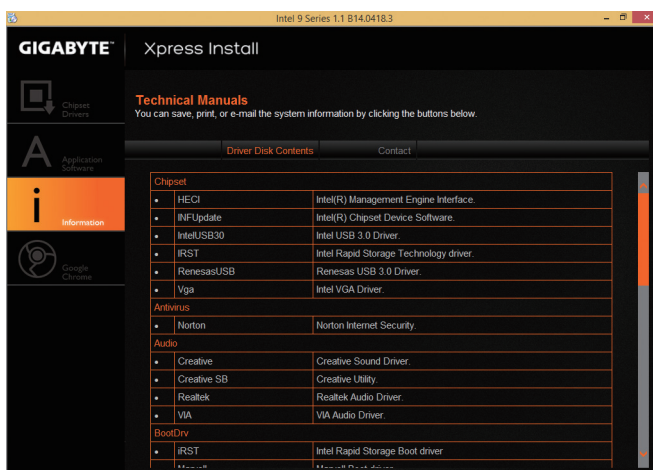 Intel 9 Series 1.1 B14.0418.3
GIGABYTE™ Xpress Install
Chipset
Drivers
Application
Software
Information
Google
Chrome
Technical Manuals
You can save, print, or e-mail the system information by clicking the buttons below.
Driver Disk Contents Contact
Chipset
• HECI Intel(R) Management Engine Interface.
• INFUpdate Intel(R) Chipset Device Software.
• IntelUSB30 Intel USB 3.0 Driver.
• IRST Intel Rapid Storage Technology driver.
• RenesasUSB Renesas USB 3.0 Driver.
• Vga Intel VGA Driver.
Antivirus
• Norton Norton Internet Security.
Audio
• Creative Creative Sound Driver.
• Creative SB Creative Utility.
• Realtek Realtek Audio Driver.
• VIA VIA Audio Driver.
BootDrv
• iRST Intel Rapid Storage Boot driver